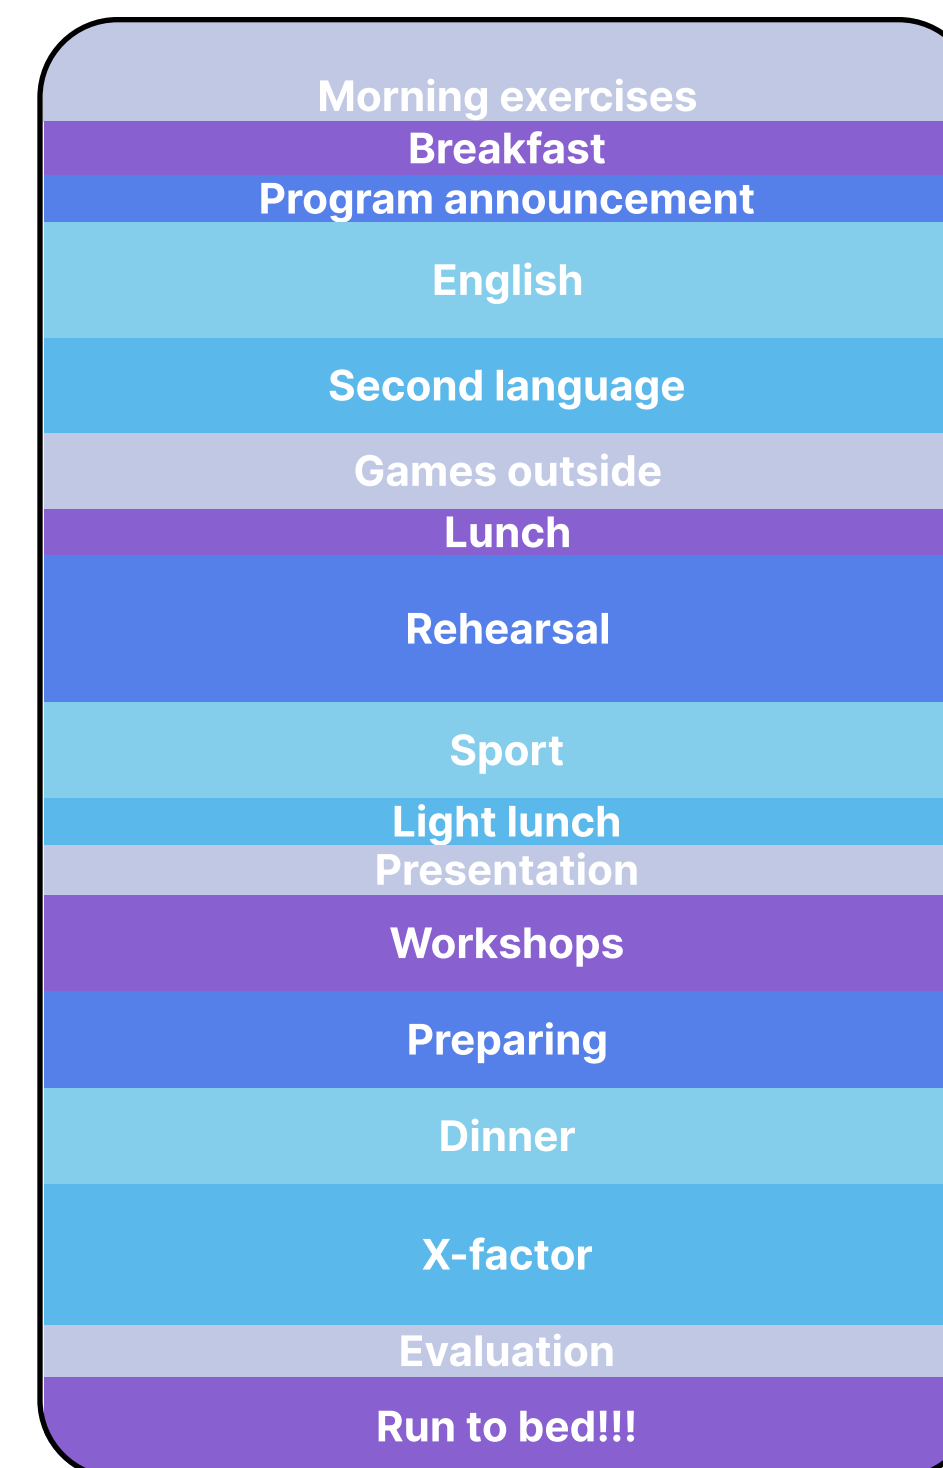 Morning exercises
Breakfast
Program announcement
English
Second language
Games outside
Lunch
Rehearsal
Sport
Light lunch
Presentation
Workshops
Preparing
Dinner
X-factor
Evaluation
Run to bed!!!